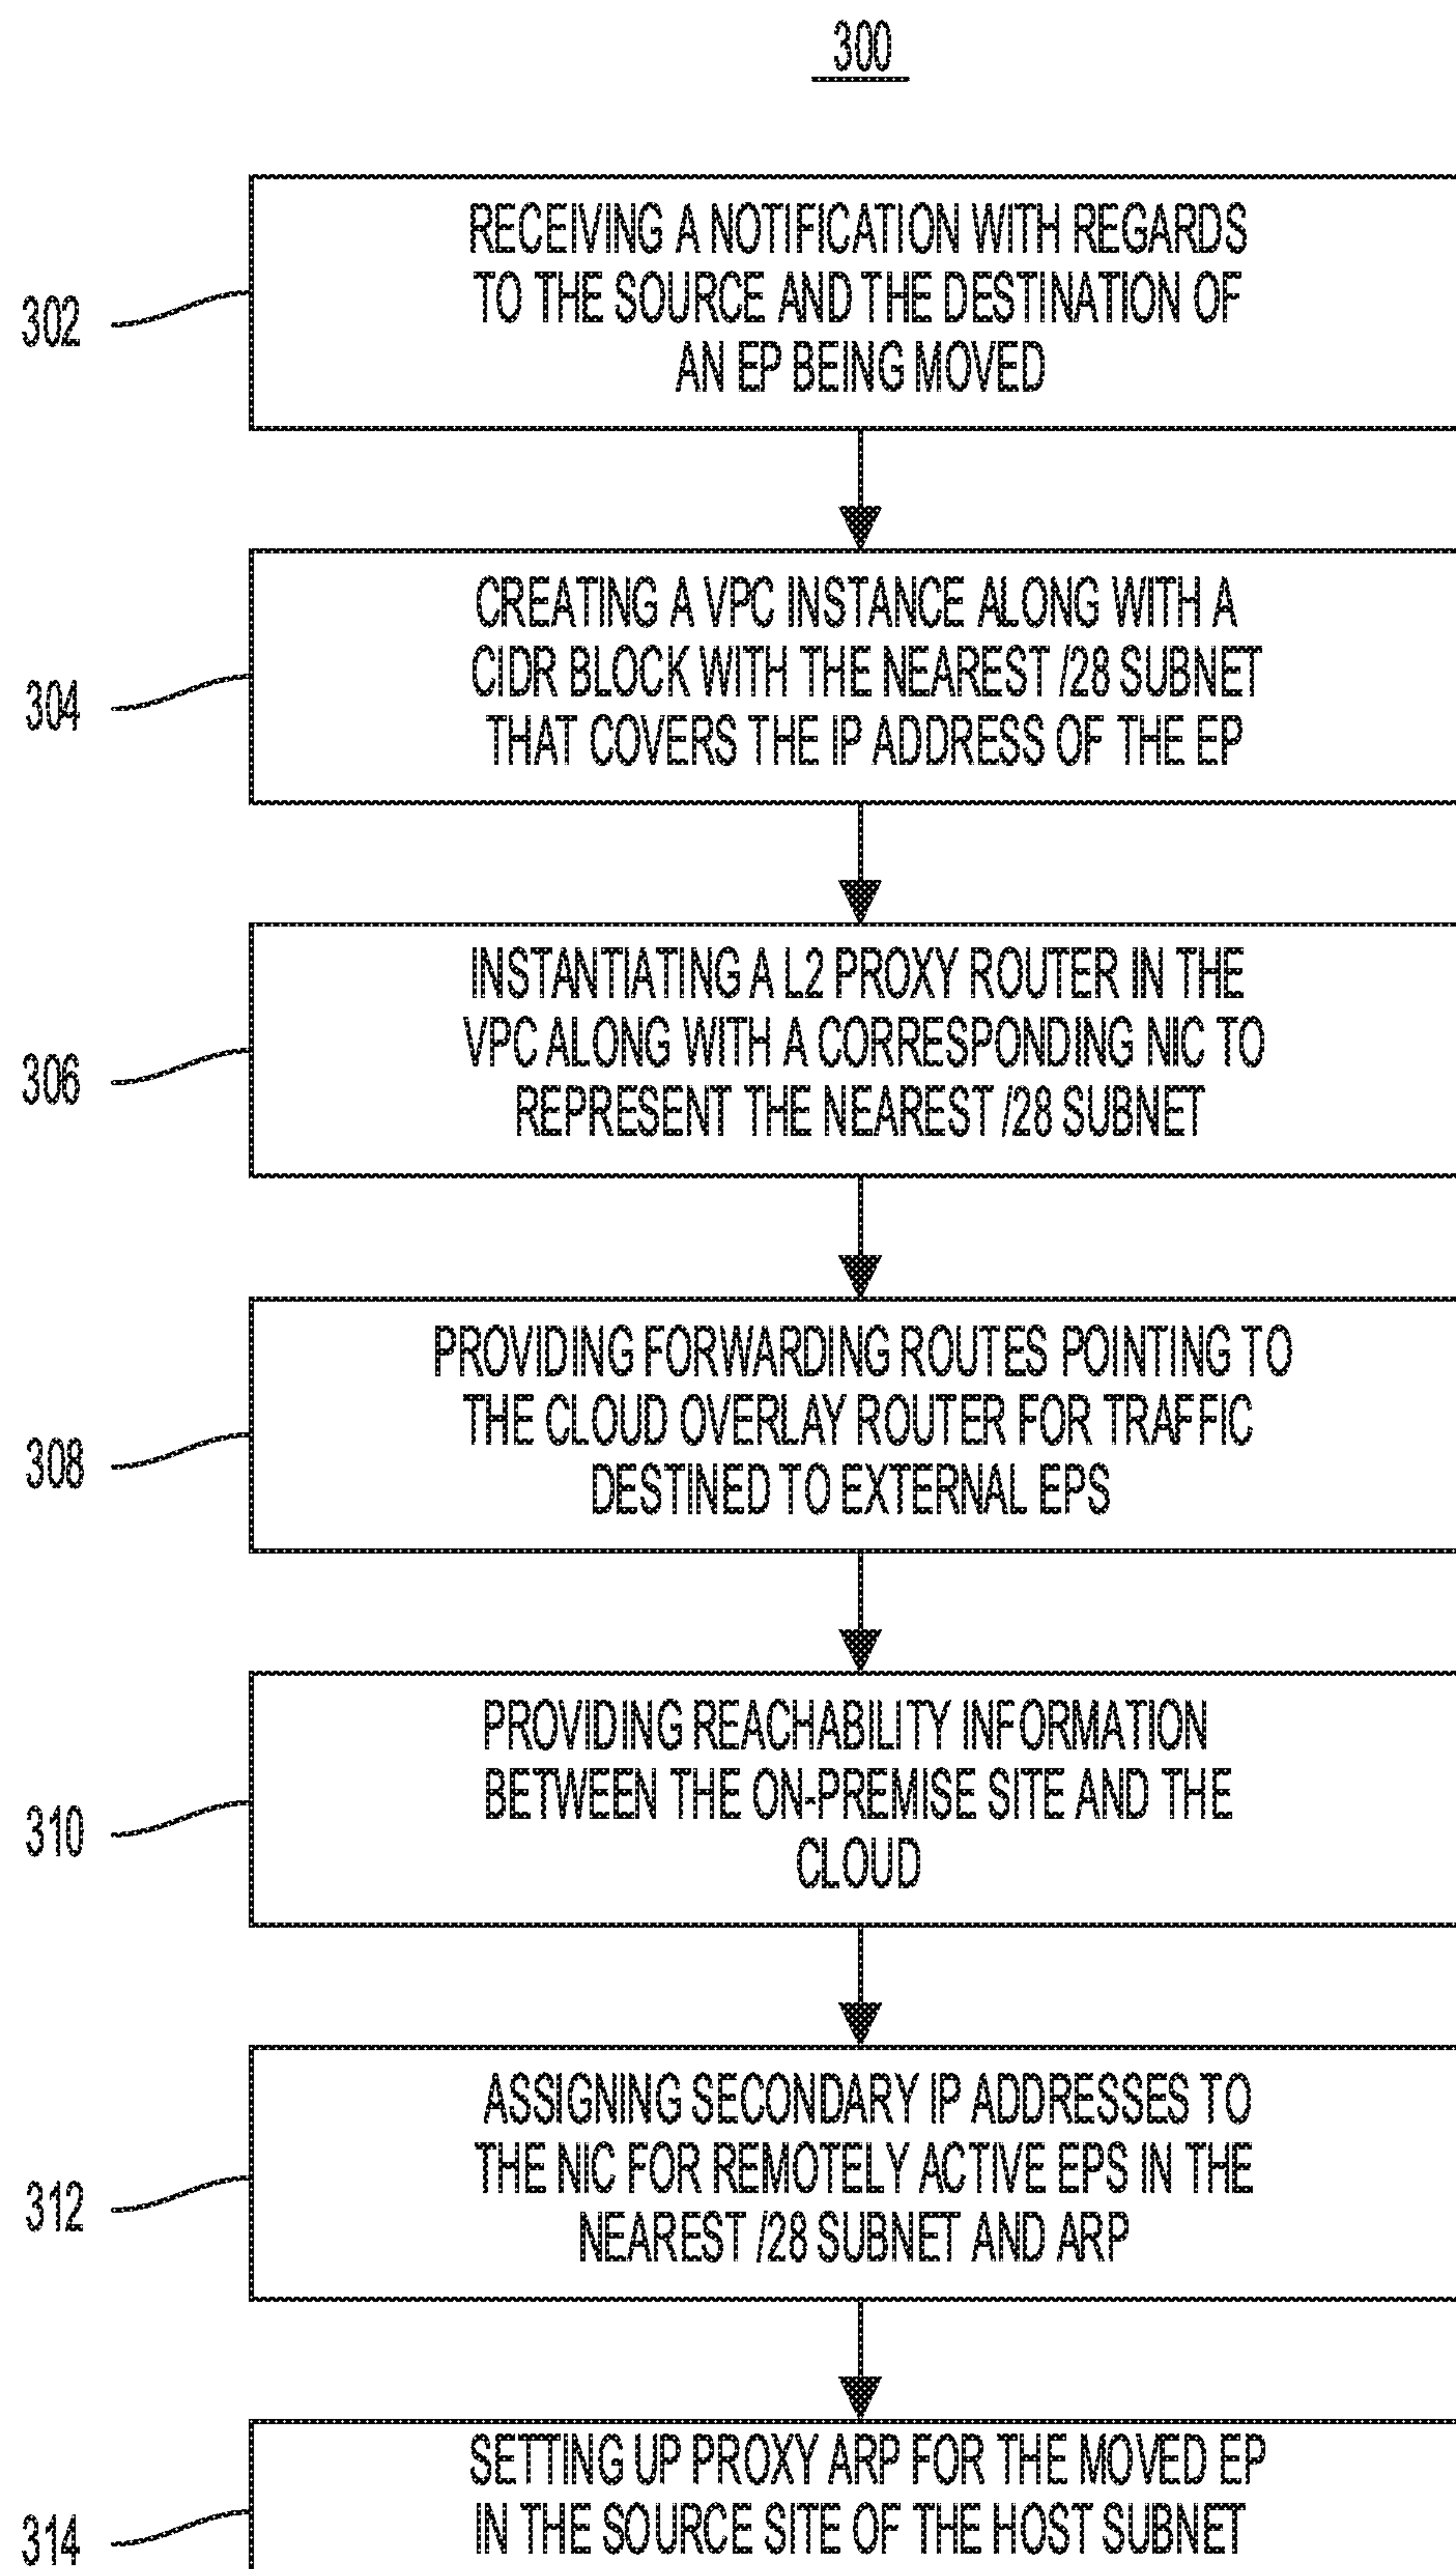 300
302
RECEIVING A NOTIFICATION WITH REGARDS
TO THE SOURCE AND THE DESTINATION OF
AN EP BEING MOVED
304
CREATING A VPC INSTANCE ALONG WITH A
CIDR BLOCK WITH THE NEAREST /28 SUBNET
THAT COVERS THE IP ADDRESS OF THE EP
306
INSTANTIATING A L2 PROXY ROUTER IN THE
VPC ALONG WITH A CORRESPONDING NIC TO
REPRESENT THE NEAREST /28 SUBNET
308
PROVIDING FORWARDING ROUTES POINTING TO
THE CLOUD OVERLAY ROUTER FOR TRAFFIC
DESTINED TO EXTERNAL EPS
310
PROVIDING REACHABILITY INFORMATION
BETWEEN THE ON-PREMISE SITE AND THE
CLOUD
312
ASSIGNING SECONDARY IP ADDRESSES TO
THE NIC FOR REMOTELY ACTIVE EPS IN THE
NEAREST /28 SUBNET AND ARP
314
SETTING UP PROXY ARP FOR THE MOVED EP
IN THE SOURCE SITE OF THE HOST SUBNET